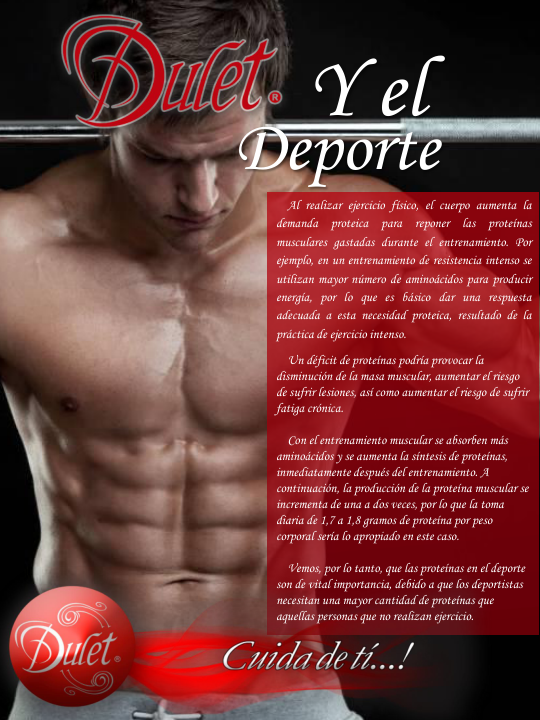 Dulet® Y el
Deporte
Al realizar ejercicio físico, el cuerpo aumenta la
demanda proteica para reponer las proteínas
musculares gastadas durante el entrenamiento. Por
ejemplo, en un entrenamiento de resistencia intenso se
utilizan mayor número de aminoácidos para producir
energía, por lo que es básico dar una respuesta
adecuada a esta necesidad proteica, resultado de la
práctica de ejercicio intenso.
Un déficit de proteínas podría provocar la
disminución de la masa muscular, aumentar el riesgo
de sufrir lesiones, así como aumentar el riesgo de sufrir
fatiga crónica.
Con el entrenamiento muscular se absorben más
aminoácidos y se aumenta la síntesis de proteínas,
inmediatamente después del entrenamiento. A
continuación, la producción de la proteína muscular se
incrementa de una a dos veces, por lo que la toma
diaria de 1,7 a 1,8 gramos de proteína por peso
corporal sería lo apropiado en este caso.
Vemos, por lo tanto, que las proteínas en el deporte
son de vital importancia, debido a que los deportistas
necesitan una mayor cantidad de proteínas que
aquellas personas que no realizan ejercicio.
Dulet®
Cuida de tí...!